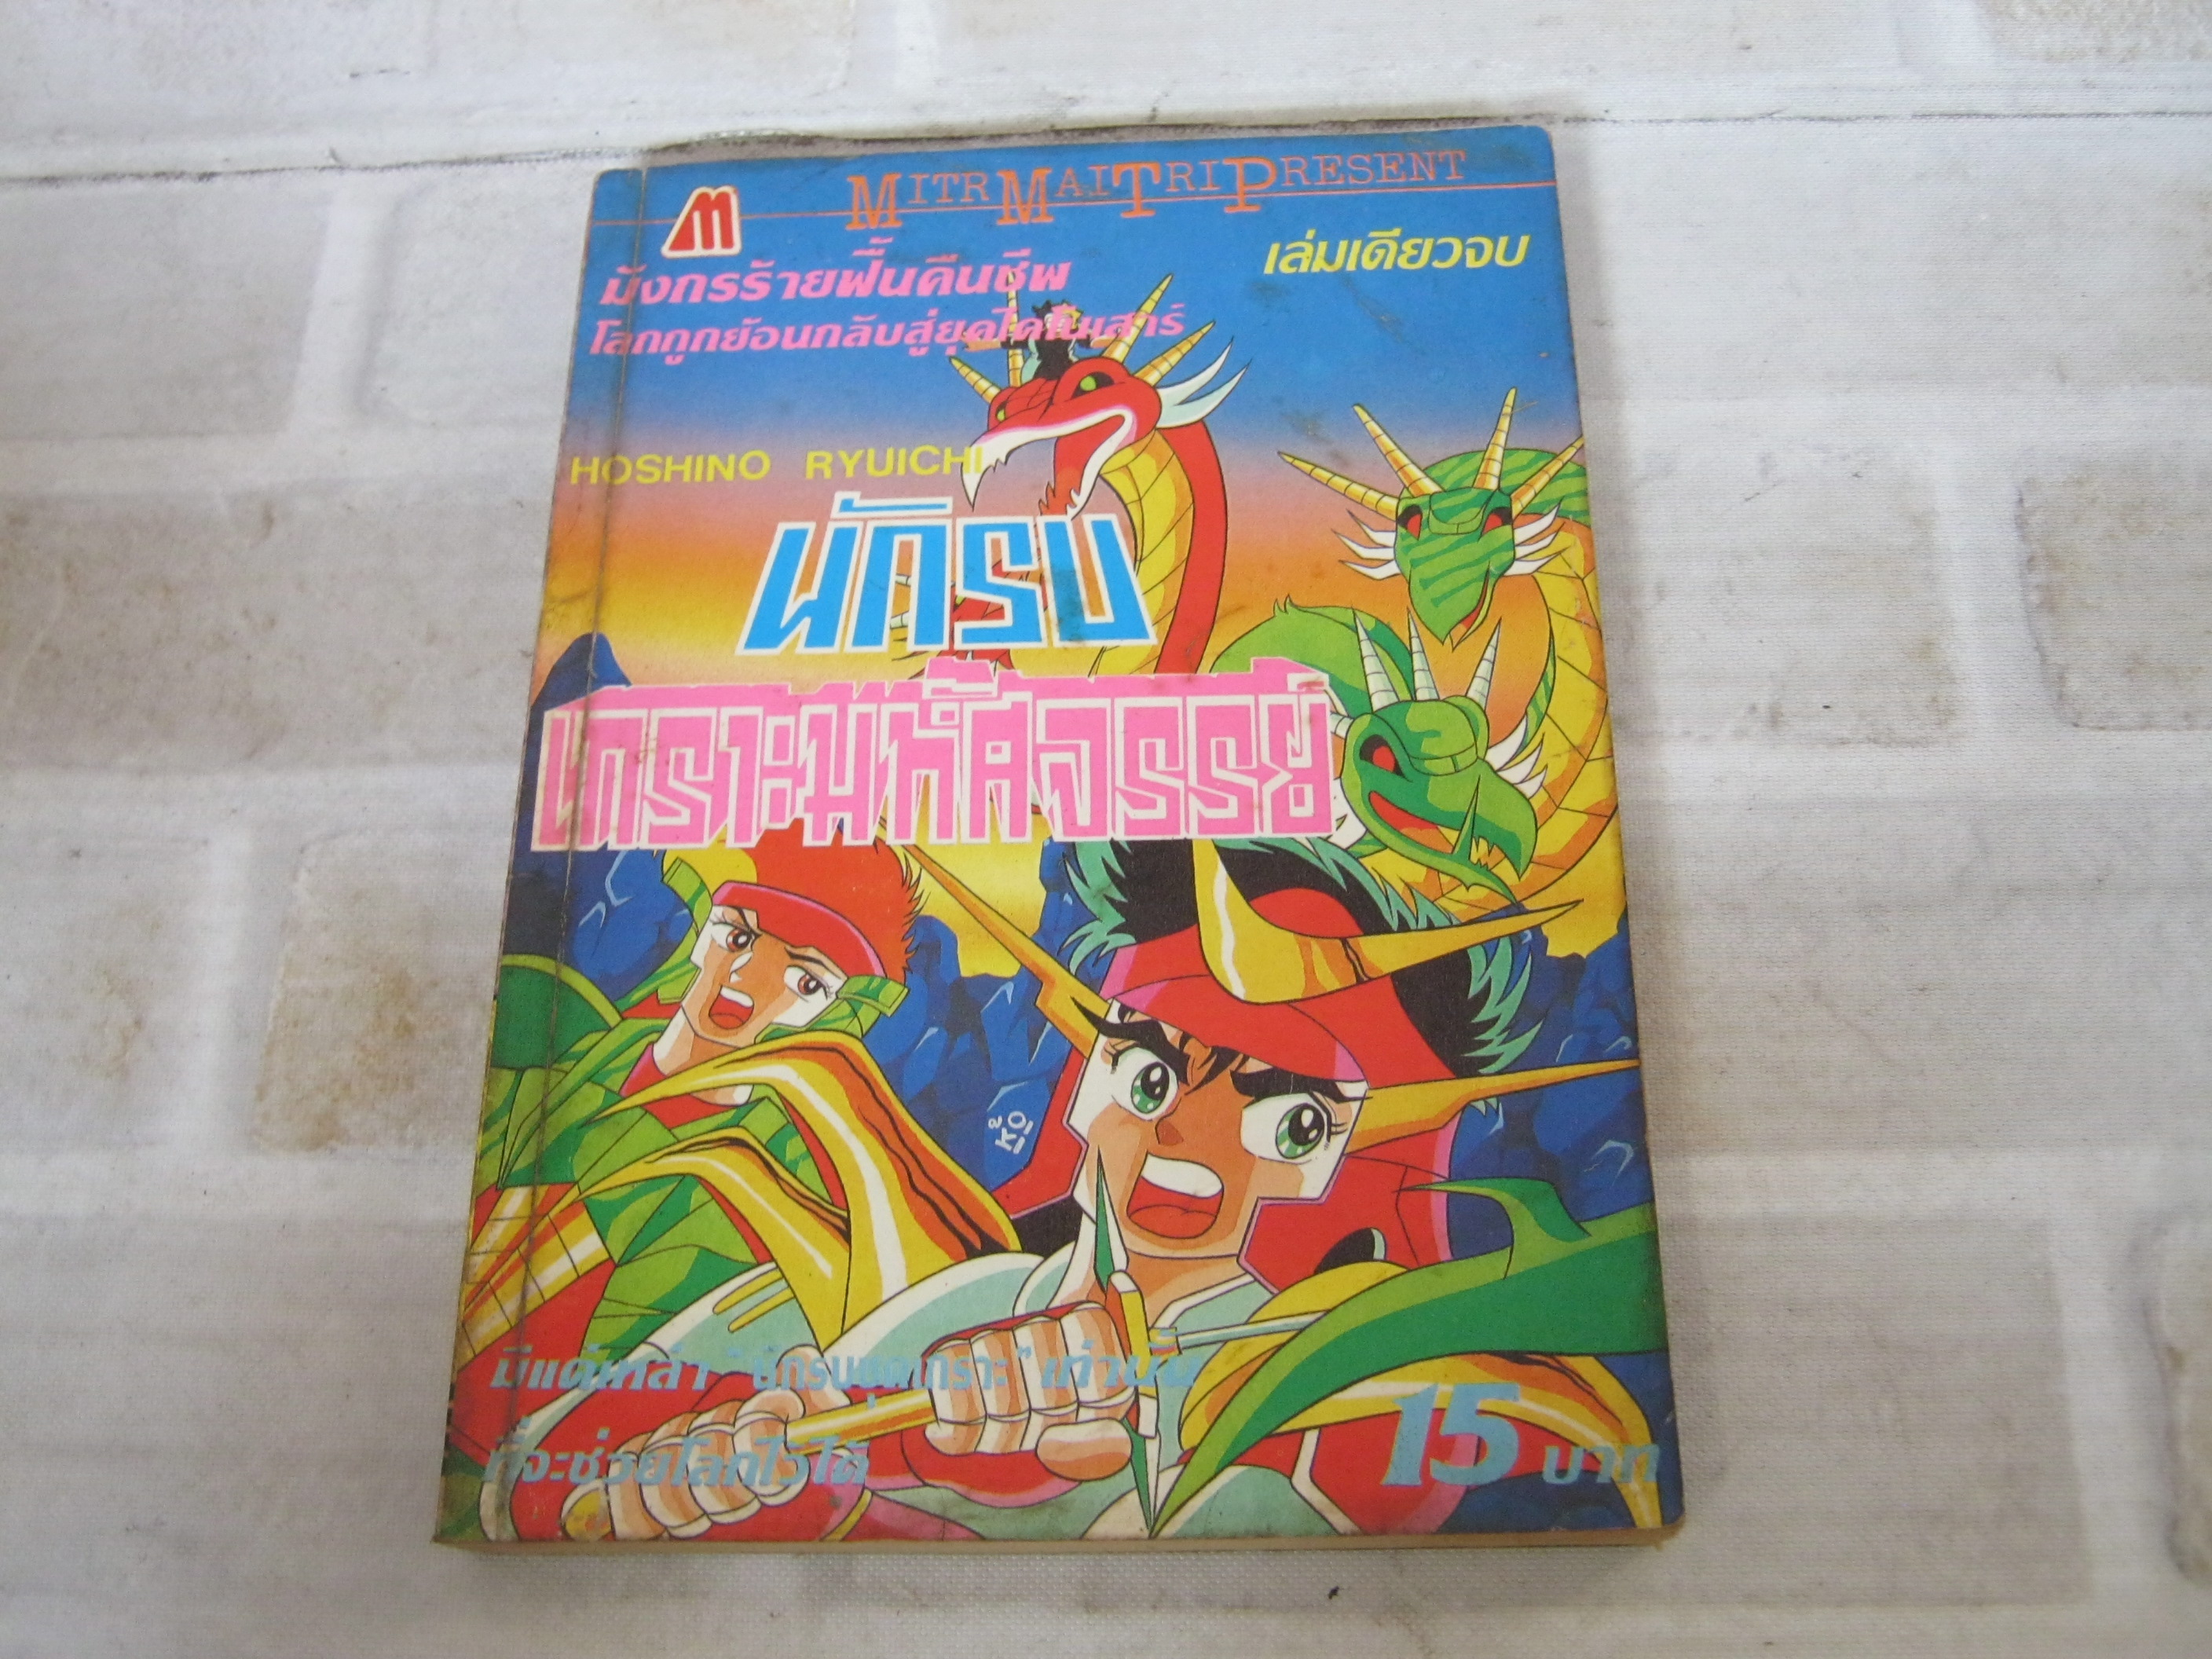 MITR MAITRI PRESENT
m
เล่มเดียวจบ
มังกรร้ายฟื้นคืนชีพ
โลกถูกย้อนกลับสู่ยุคไดโนเสาร์
HOSHINO RYUICHI
นักรบ
เกราะมหัศจรรย์
มีแต่เหล่า "นักรบชุดเกราะ" เท่านั้น
ที่จะช่วยโลกไว้ได้
15 บาท